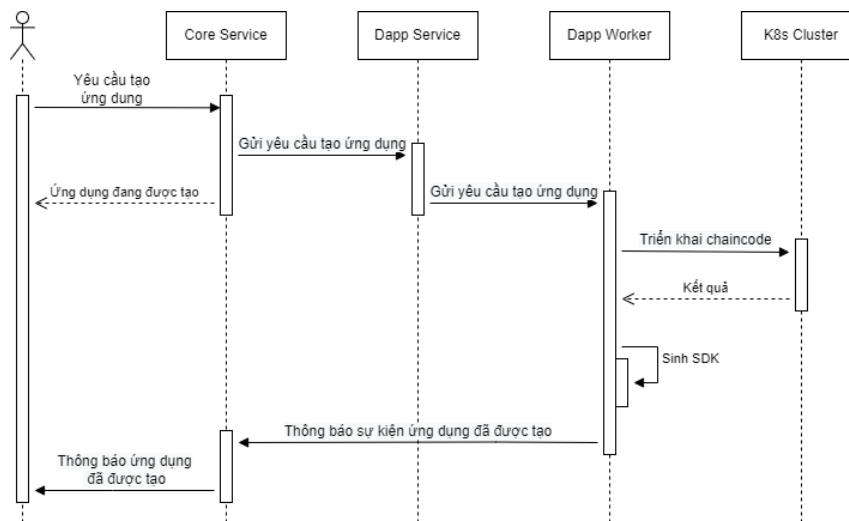 Core Service
Dapp Service
Dapp Worker
K8s Cluster
Yêu cầu tạo
ứng dung
Gửi yêu cầu tạo ứng dụng
Ứng dụng đang được tạo
Gửi yêu cầu tạo ứng dụng
Triển khai chaincode
Kết quả
Sinh SDK
Thông báo sự kiện ứng dụng đã được tạo
Thông báo ứng dụng
đã được tạo